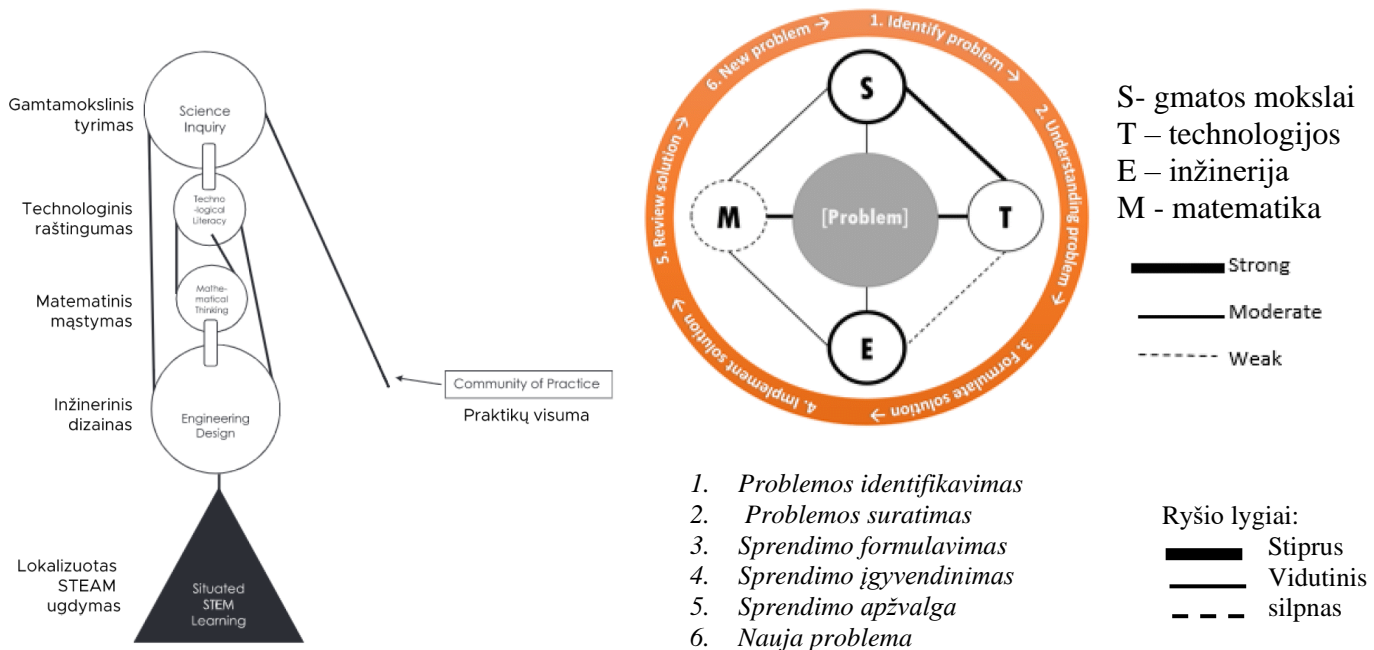 Gamtamokslinis
tyrimas
Science
Inquiry
Technologinis
raštingumas
Techno
-logical
Literacy
Matematinis
mąstymas
Mathe-
matical
Thinking
Inžinerinis
dizainas
Engineering
Design
Community of Practice
Praktikų visuma
Lokalizuotas
STEAM
ugdymas
Situated
STEM
Learning
1. Identify problem →
2. Understanding problem →
3. Formulate solution →
4. Implement solution →
5. Review solution →
6. New problem →
S
M
[Problem]
T
E
S- gmatos mokslai
T – technologijos
E – inžinerija
M - matematika
Strong
Moderate
Weak
1. Problemos identifikavimas
2. Problemos suratimas
3. Sprendimo formulavimas
4. Sprendimo įgyvendinimas
5. Sprendimo apžvalga
6. Nauja problema
Ryšio lygiai:
Stiprus
Vidutinis
silpnas